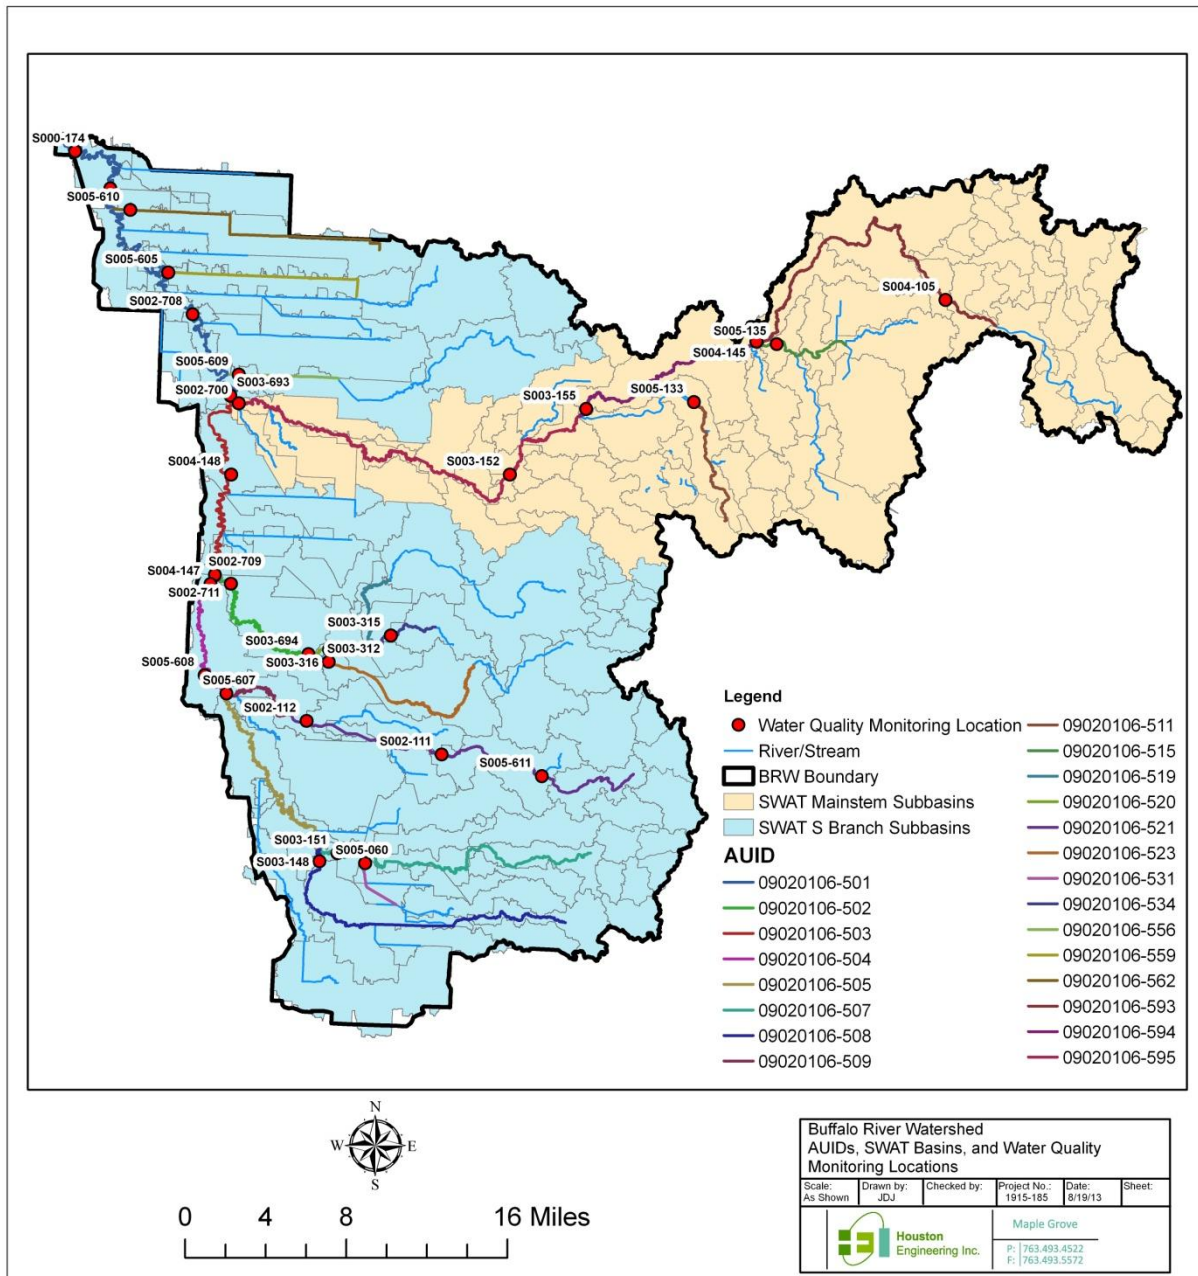 S000-174
S005-610
S005-605
S002-708
S005-609
S003-693
S002-700
S004-148
S004-105
S005-135
S004-145
S005-133
S003-155
S003-152
S002-709
S004-147
S002-711
S003-315
S003-694
S003-312
S003-316
S005-608
S005-607
S002-112
S002-111
S005-611
S003-151
S005-060
S003-148
Legend
Water Quality Monitoring Location
River/Stream
BRW Boundary
SWAT Mainstem Subbasins
SWAT S Branch Subbasins
AUID
09020106-501
09020106-502
09020106-503
09020106-504
09020106-505
09020106-507
09020106-508
09020106-509
09020106-511
09020106-515
09020106-519
09020106-520
09020106-521
09020106-523
09020106-531
09020106-534
09020106-556
09020106-559
09020106-562
09020106-593
09020106-594
09020106-595
N
W E
S
0 4 8 16 Miles
Buffalo River Watershed
AUIDs, SWAT Basins, and Water Quality
Monitoring Locations
Scale: Drawn by: Checked by: Project No.: Date: Sheet:
As Shown JDJ 1915-185 8/19/13
Houston
Engineering Inc.
Maple Grove
P: 763.493.4522
F: 763.493.5572